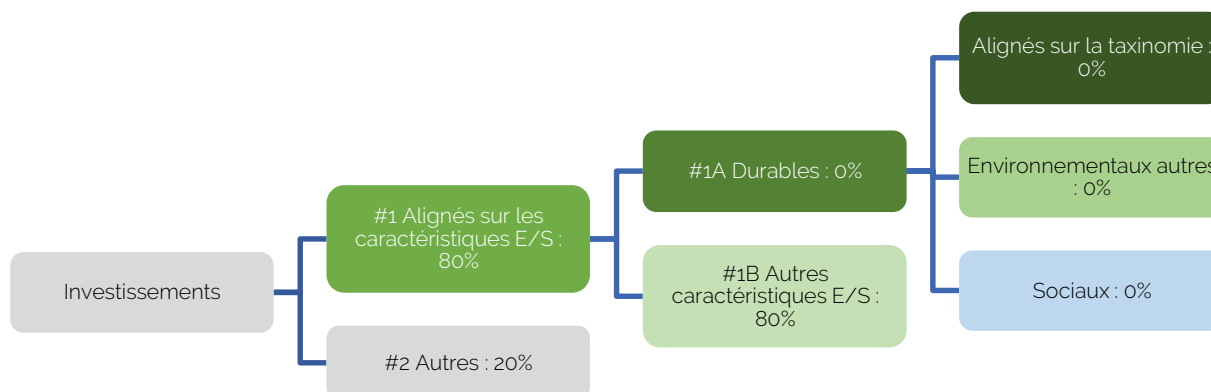 Investissements
#1 Alignés sur les
caractéristiques E/S :
80%
#2 Autres : 20%
#1A Durables : 0%
#1B Autres
caractéristiques E/S :
80%
Alignés sur la taxinomie :
0%
Environnementaux autres
: 0%
Sociaux : 0%